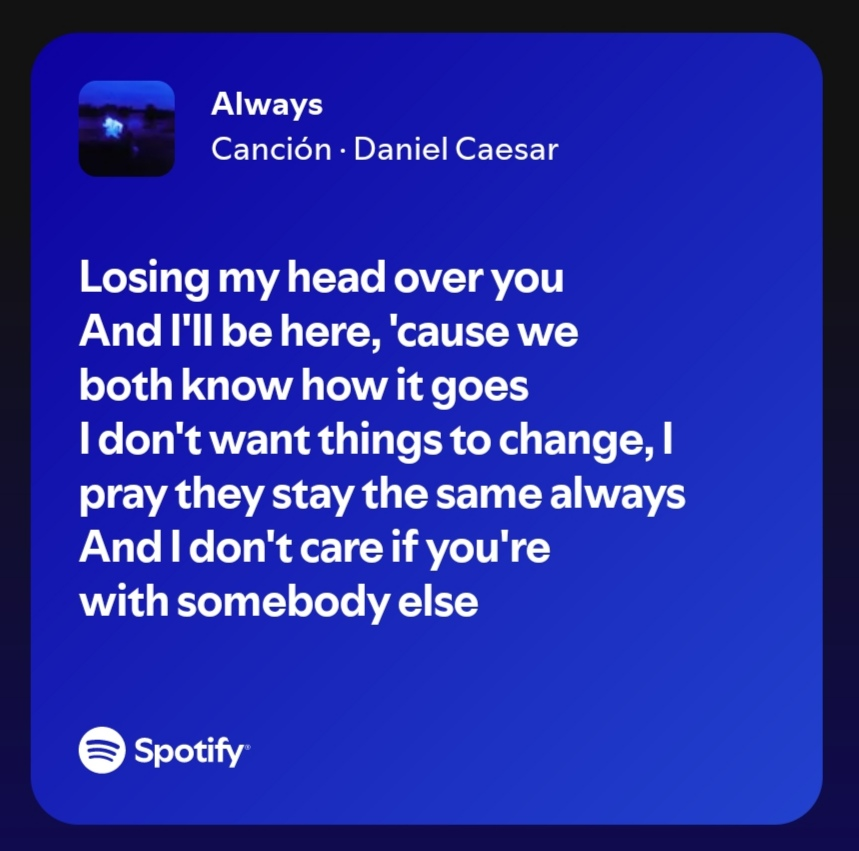 Always
Canción · Daniel Caesar
Losing my head over you
And I'll be here, 'cause we
both know how it goes
I don't want things to change, I
pray they stay the same always
And I don't care if you're
with somebody else
Spotify®